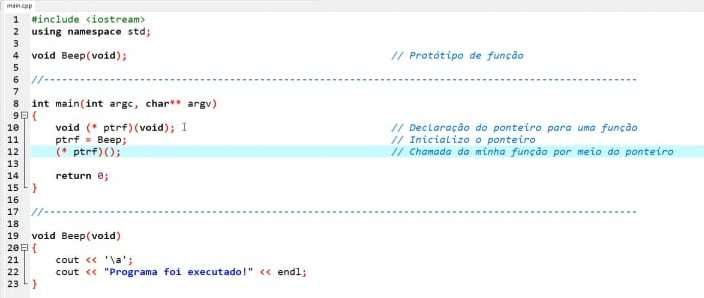 main.cpp
1 #include <iostream>
2 using namespace std;
3
4 void Beep(void); // Protótipo de função
5
6 //--------------------------------------------------------------------------------
7
8 int main(int argc, char** argv)
9 {
10 void (* ptrf)(void); // Declaração do ponteiro para uma função
11 ptrf = Beep; // Inicializo o ponteiro
12 (* ptrf)(); // Chamada da minha função por meio do ponteiro
13
14 return 0;
15 }
16
17 //--------------------------------------------------------------------------------
18
19 void Beep(void)
20 {
21 cout << '\a';
22 cout << "Programa foi executado!" << endl;
23 }